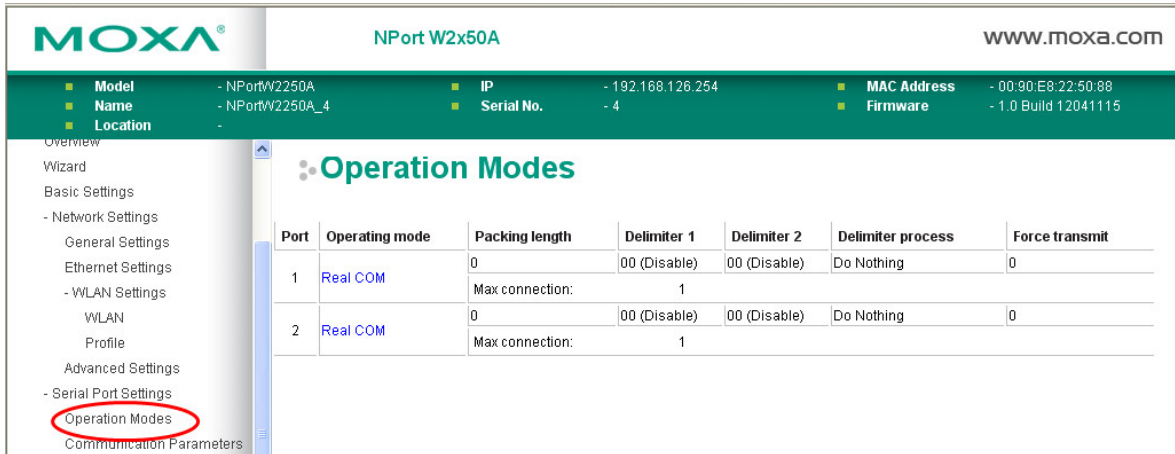 MOXA®
NPort W2x50A
www.moxa.com
Model - NPortW2250A
IP - 192.168.126.254
MAC Address - 00:90:E8:22:50:88
Name - NPortW2250A_4
Serial No. - 4
Firmware - 1.0 Build 12041115
Location -
Overview
Wizard
Basic Settings
- Network Settings
General Settings
Ethernet Settings
- WLAN Settings
WLAN
Profile
Advanced Settings
- Serial Port Settings
Operation Modes
Communication Parameters
Operation Modes
Port Operating mode Packing length Delimiter 1 Delimiter 2 Delimiter process Force transmit
1 Real COM 0 00 (Disable) 00 (Disable) Do Nothing 0
Max connection: 1
2 Real COM 0 00 (Disable) 00 (Disable) Do Nothing 0
Max connection: 1